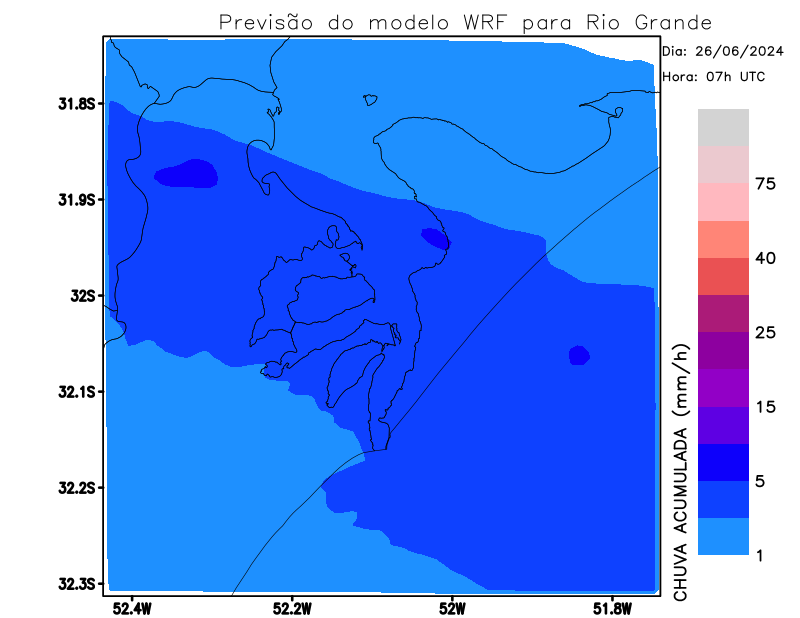 Previsão do modelo WRF para Rio Grande
Dia: 26/06/2024
Hora: 07h UTC
31.8S
31.9S
32S
32.1S
32.2S
32.3S
52.4W
52.2W
52W
51.8W
75
40
25
15
5
1
CHUVA ACUMULADA (mm/h)